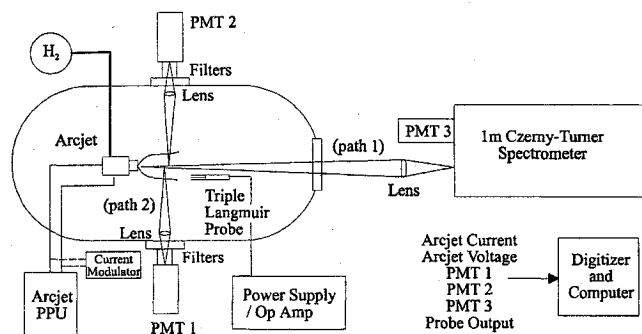 PMT 2
H2
Filters
Lens
Arcjet
(path 1)
PMT 3
1m Czerny-Turner
Spectrometer
Lens
(path 2)
Triple
Langmuir
Probe
Lens
Filters
Current
Modulator
Arcjet
PPU
PMT 1
Power Supply
/ Op Amp
Arcjet Current
Arcjet Voltage
PMT 1
PMT 2
PMT 3
Probe Output
Digitizer
and
Computer